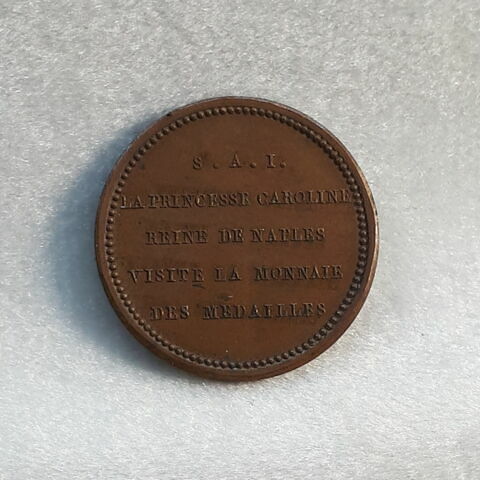 S. A. I.
LA PRINCESSE CAROLINE
REINE DE NAPLES
VISITE LA MONNAIE
DES MÉDAILLES